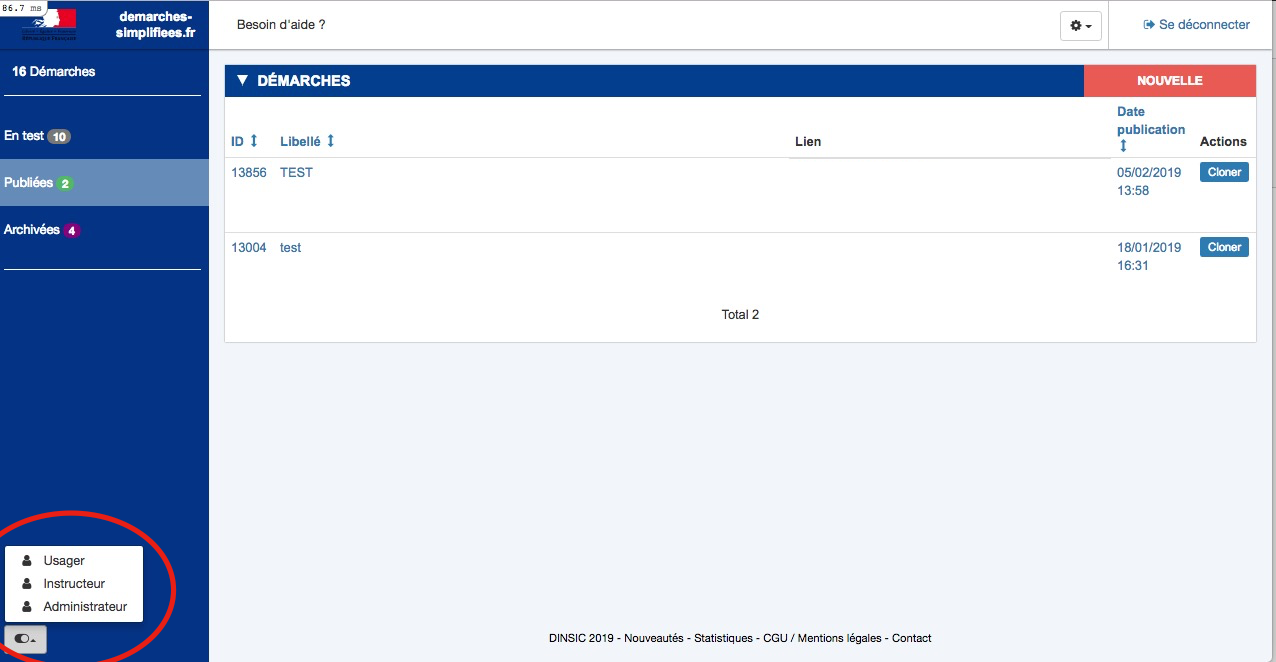 86.7 ms
demarches-
simplifiees.fr
Besoin d'aide ?
Se déconnecter
16 Démarches
En test 10
Publiées 2
Archivées 4
▼ DÉMARCHES
NOUVELLE
ID Libellé Lien Date publication Actions
13856 TEST 05/02/2019 13:58 Cloner
13004 test 18/01/2019 16:31 Cloner
Total 2
Usager
Instructeur
Administrateur
DINSIC 2019 - Nouveautés - Statistiques - CGU / Mentions légales - Contact